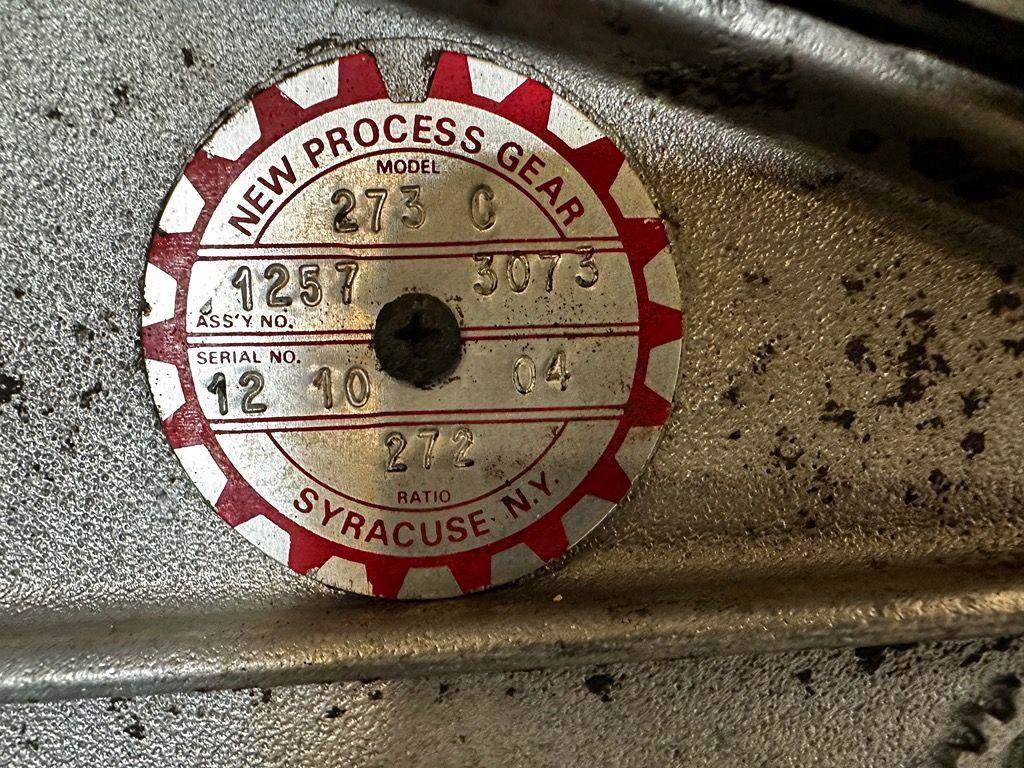 NEW PROCESS GEAR
MODEL
273 C
1257 3073
ASS'Y NO.
SERIAL NO.
12 10 04
272
RATIO
SYRACUSE N.Y.